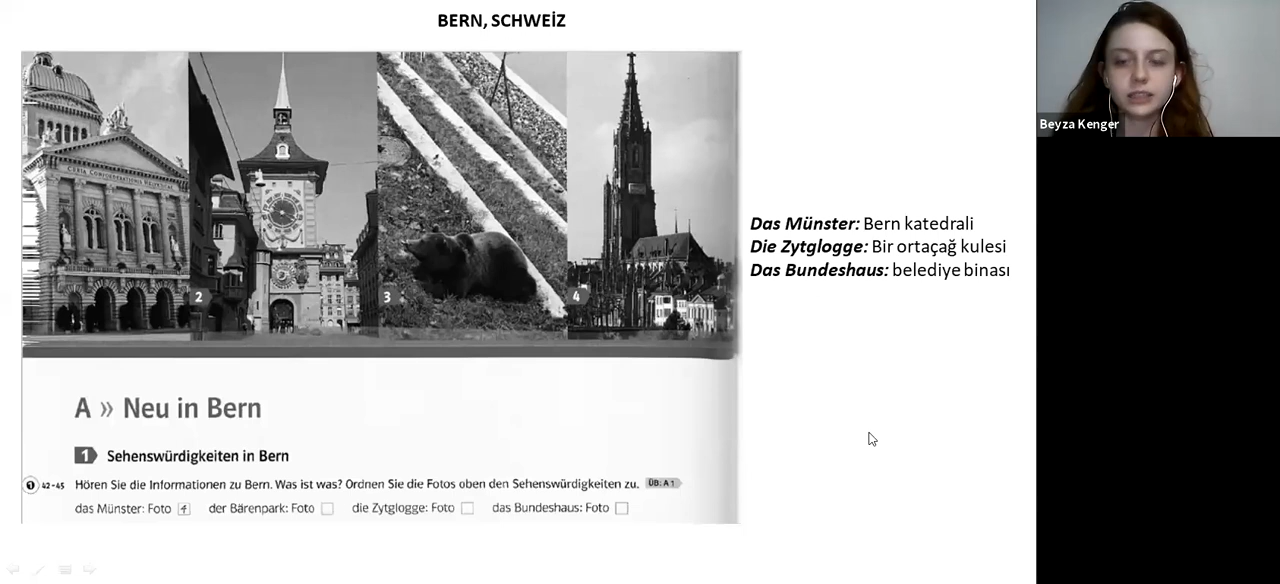 BERN, SCHWEİZ
CURIA CONFOEDERATIONIS HELVETICAE
2
3
4
Beyza Kenger
Das Münster: Bern katedrali
Die Zytglogge: Bir ortaçağ kulesi
Das Bundeshaus: belediye binası
A » Neu in Bern
1 Sehenswürdigkeiten in Bern
42-45 Hören Sie die Informationen zu Bern. Was ist was? Ordnen Sie die Fotos oben den Sehenswürdigkeiten zu. ÜB: A 1
das Münster: Foto 4 der Bärenpark: Foto die Zytglogge: Foto das Bundeshaus: Foto